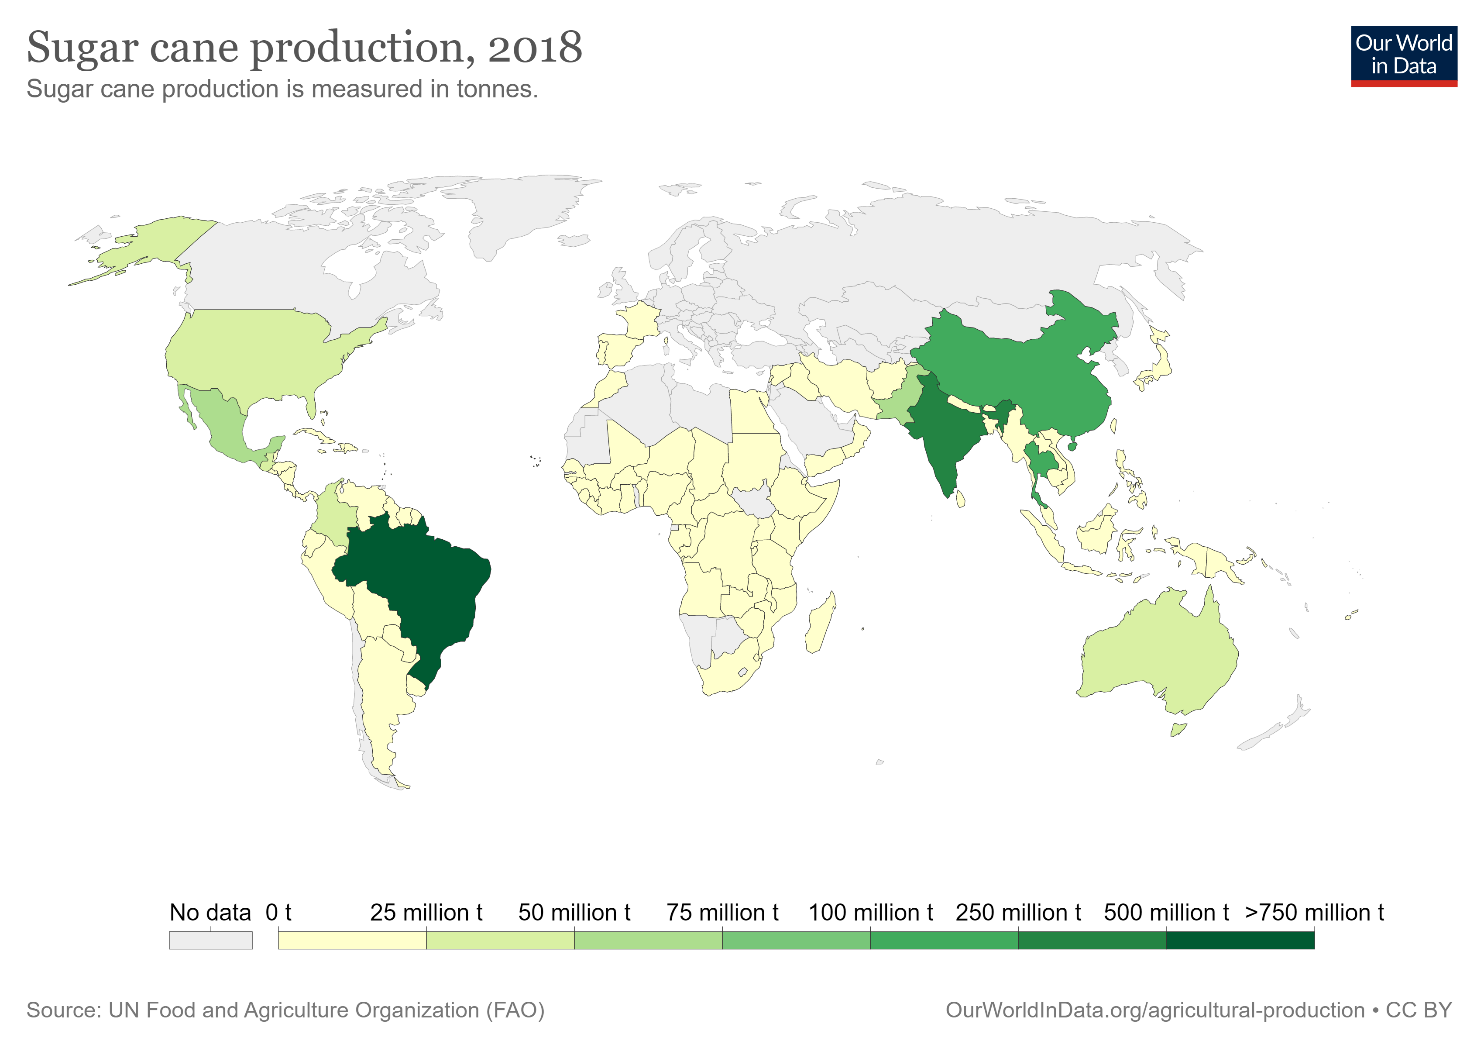 Sugar cane production, 2018
Sugar cane production is measured in tonnes.
Our World
in Data
No data
0 t
25 million t
50 million t
75 million t
100 million t
250 million t
500 million t
>750 million t
Source: UN Food and Agriculture Organization (FAO)
OurWorldInData.org/agricultural-production • CC BY